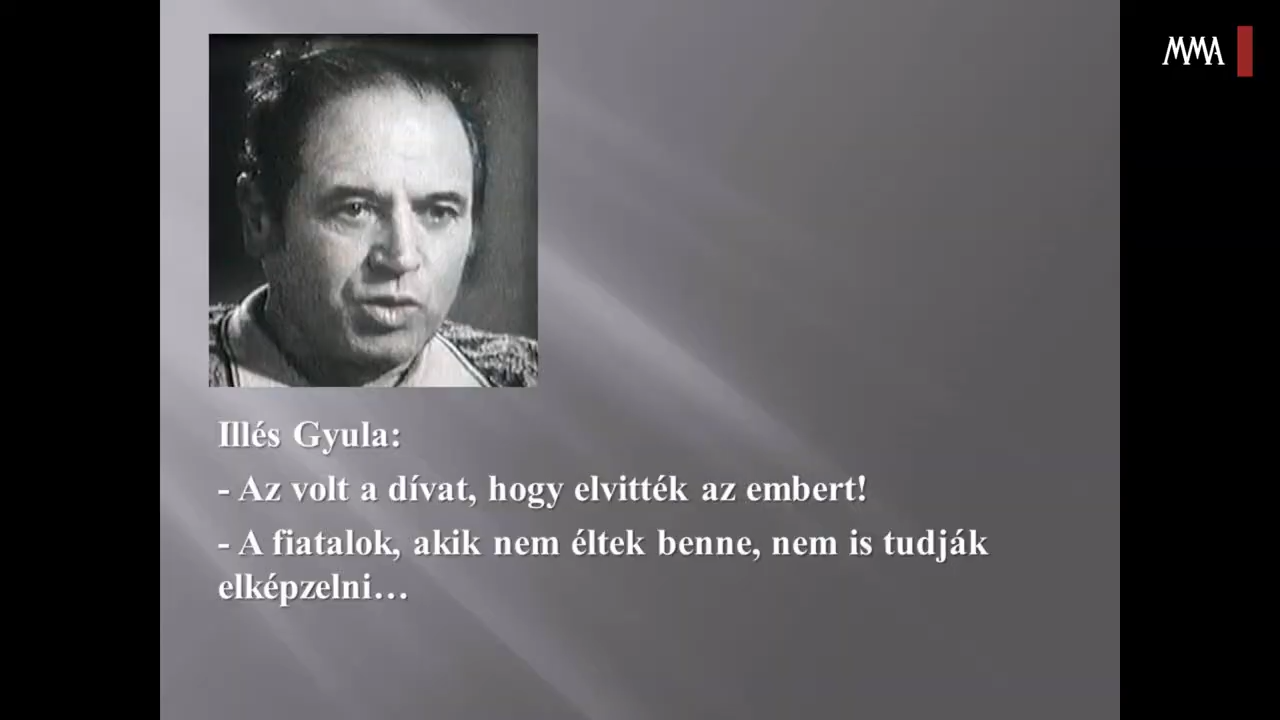 MMA
Illés Gyula:
- Az volt a dívat, hogy elvitték az embert!
- A fiatalok, akik nem éltek benne, nem is tudják
elképzelni…